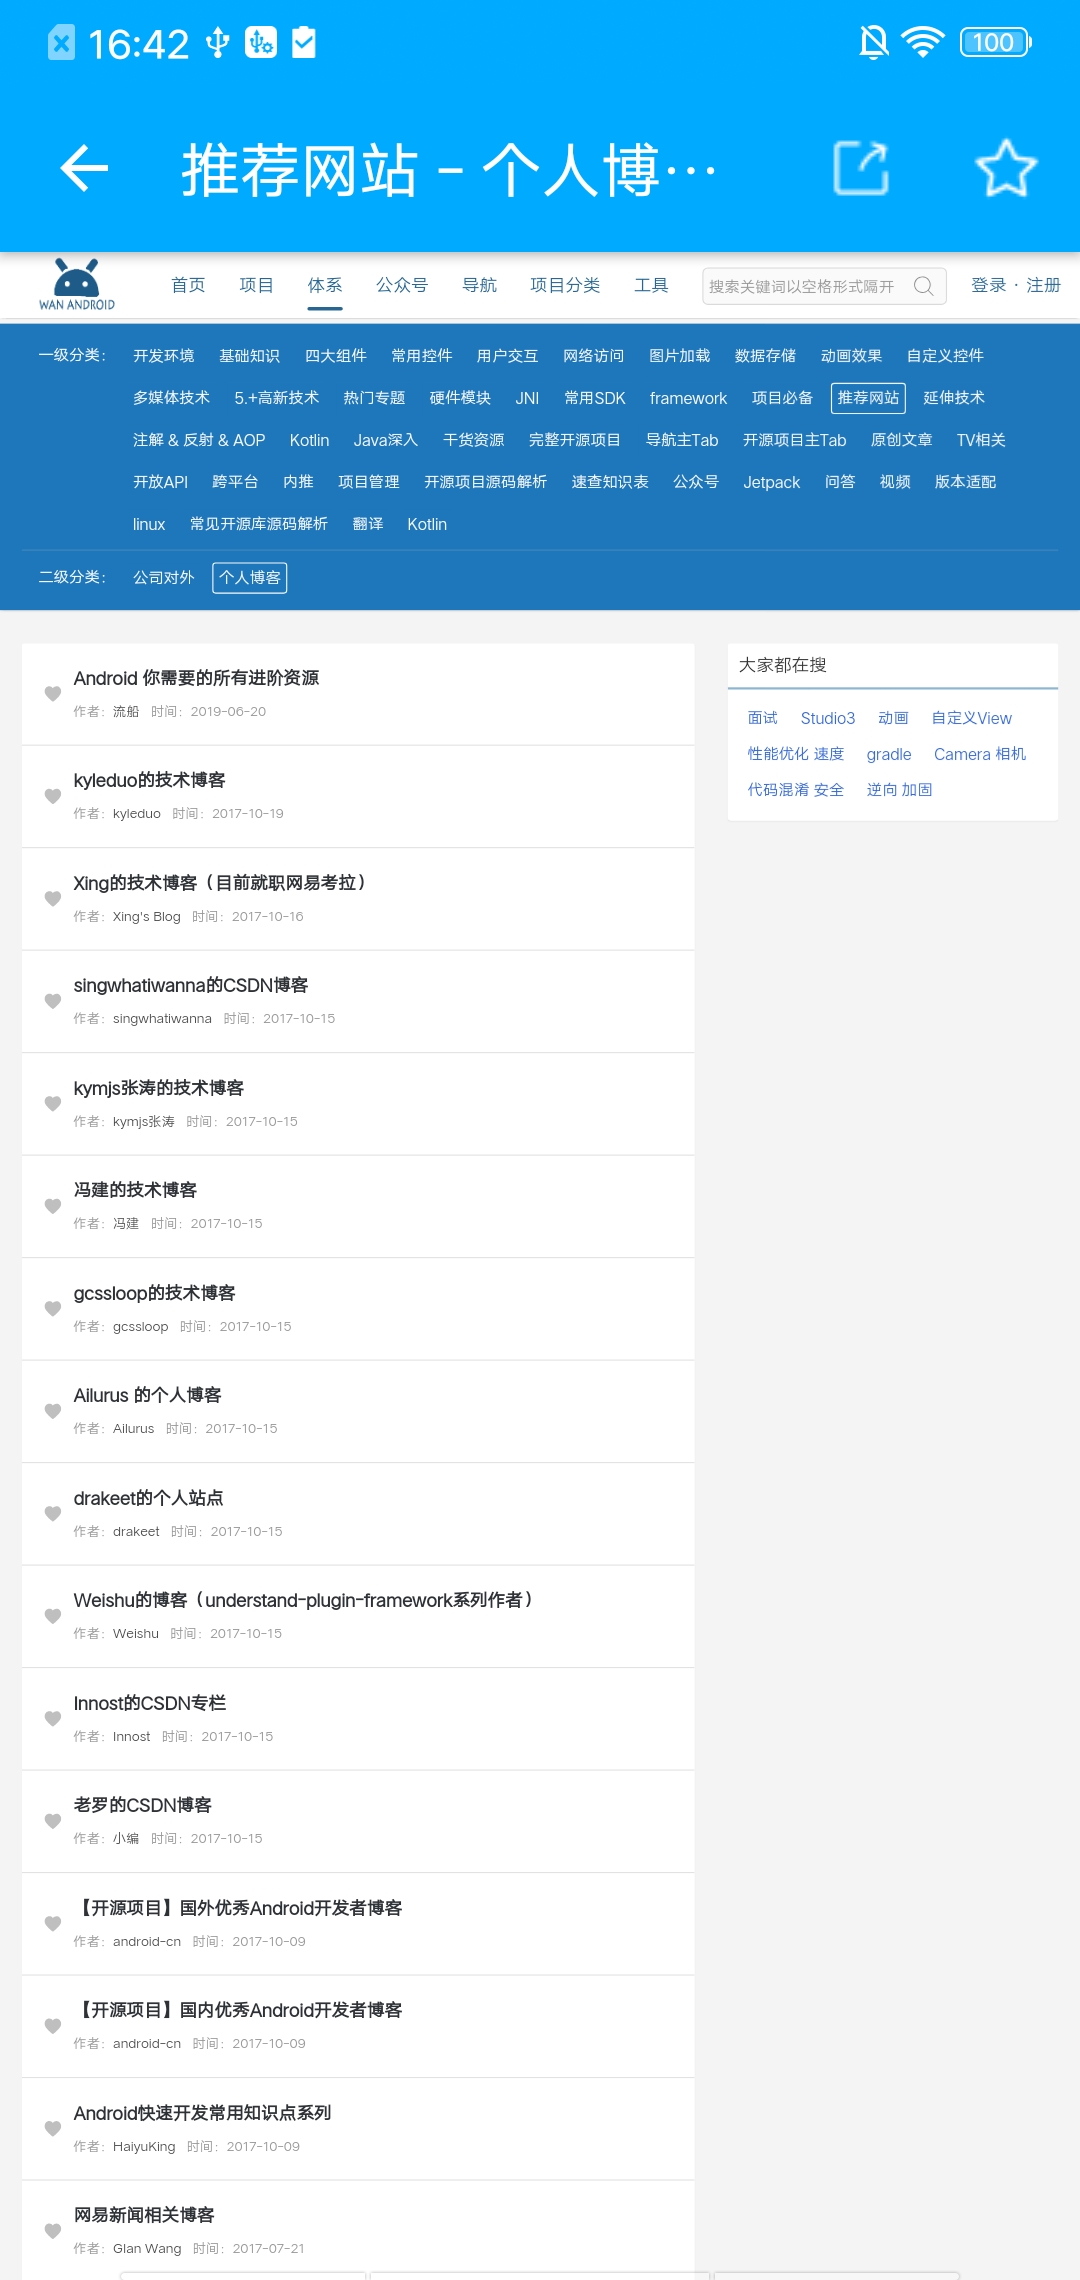 16:42 100
推荐网站 - 个人博···
WAN ANDROID
首页 项目 体系 公众号 导航 项目分类 工具 搜索关键词以空格形式隔开 登录 · 注册
一级分类： 开发环境 基础知识 四大组件 常用控件 用户交互 网络访问 图片加载 数据存储 动画效果 自定义控件
多媒体技术 5.+高新技术 热门专题 硬件模块 JNI 常用SDK framework 项目必备 推荐网站 延伸技术
注解 & 反射 & AOP Kotlin Java深入 干货资源 完整开源项目 导航主Tab 开源项目主Tab 原创文章 TV相关
开放API 跨平台 内推 项目管理 开源项目源码解析 速查知识表 公众号 Jetpack 问答 视频 版本适配
linux 常见开源库源码解析 翻译 Kotlin
二级分类： 公司对外 个人博客
Android 你需要的所有进阶资源
作者：流船 时间：2019-06-20
kyleduo的技术博客
作者：kyleduo 时间：2017-10-19
Xing的技术博客（目前就职网易考拉）
作者：Xing's Blog 时间：2017-10-16
singwhatiwanna的CSDN博客
作者：singwhatiwanna 时间：2017-10-15
kymjs张涛的技术博客
作者：kymjs张涛 时间：2017-10-15
冯建的技术博客
作者：冯建 时间：2017-10-15
gcssloop的技术博客
作者：gcssloop 时间：2017-10-15
Ailurus 的个人博客
作者：Ailurus 时间：2017-10-15
drakeet的个人站点
作者：drakeet 时间：2017-10-15
Weishu的博客（understand-plugin-framework系列作者）
作者：Weishu 时间：2017-10-15
Innost的CSDN专栏
作者：Innost 时间：2017-10-15
老罗的CSDN博客
作者：小编 时间：2017-10-15
【开源项目】国外优秀Android开发者博客
作者：android-cn 时间：2017-10-09
【开源项目】国内优秀Android开发者博客
作者：android-cn 时间：2017-10-09
Android快速开发常用知识点系列
作者：HaiyuKing 时间：2017-10-09
网易新闻相关博客
作者：GIan Wang 时间：2017-07-21
大家都在搜
面试 Studio3 动画 自定义View
性能优化 速度 gradle Camera 相机
代码混淆 安全 逆向 加固